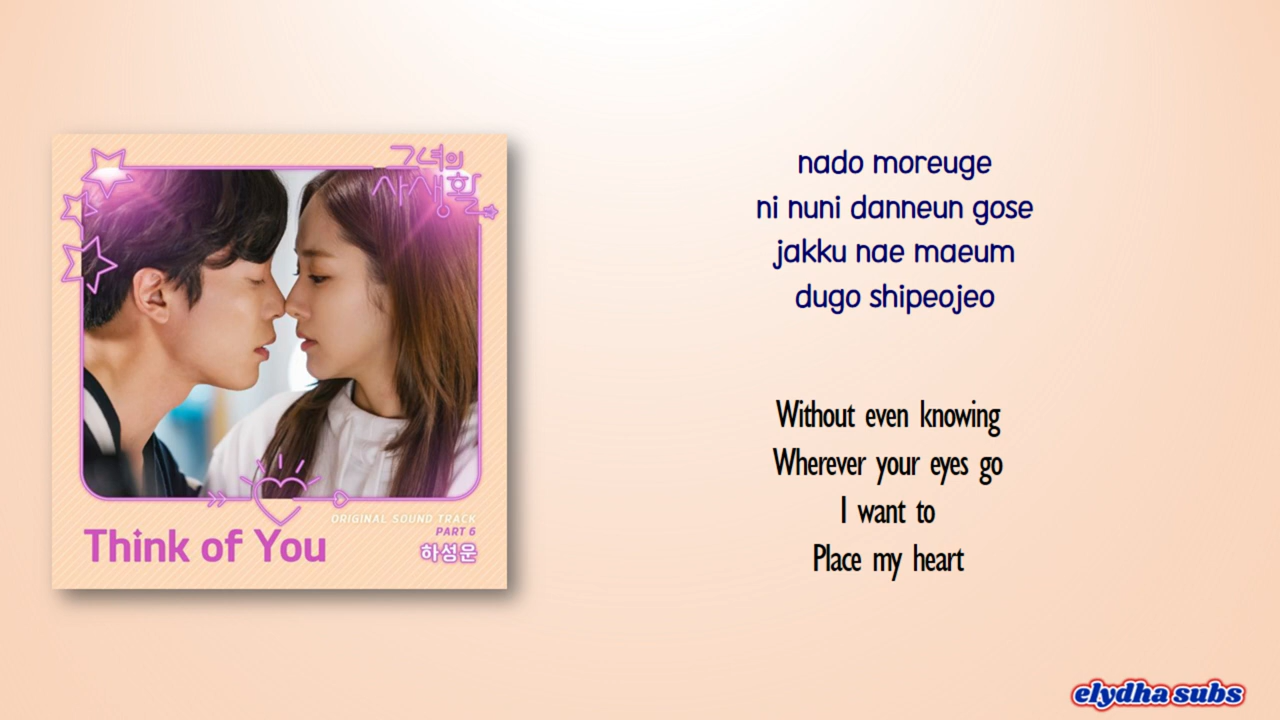 그녀의
사생활
ORIGINAL SOUND TRACK
PART 6
Think of You
하성운
nado moreuge
ni nuni danneun gose
jakku nae maeum
dugo shipeojeo
Without even knowing
Wherever your eyes go
I want to
Place my heart
elydha subs